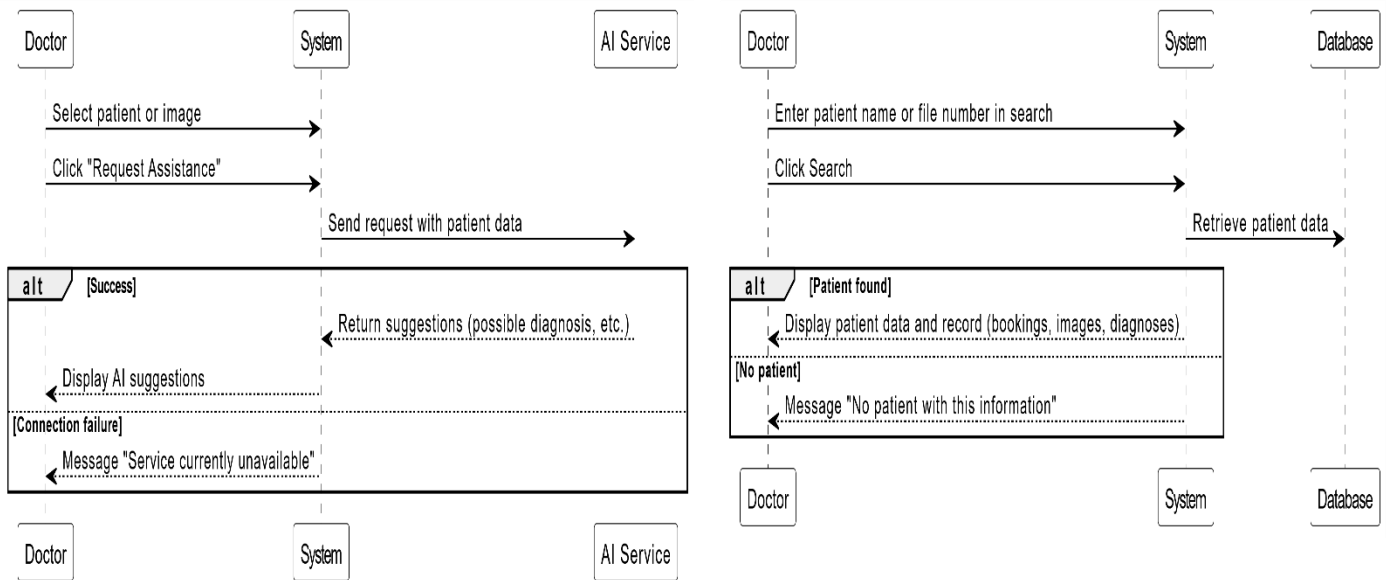 Doctor
System
AI Service
Select patient or image
Click "Request Assistance"
Send request with patient data
alt
[Success]
Return suggestions (possible diagnosis, etc.)
Display AI suggestions
[Connection failure]
Message "Service currently unavailable"
Doctor
System
AI Service
Doctor
System
Database
Enter patient name or file number in search
Click Search
Retrieve patient data
alt
[Patient found]
Display patient data and record (bookings, images, diagnoses)
[No patient]
Message "No patient with this information"
Doctor
System
Database